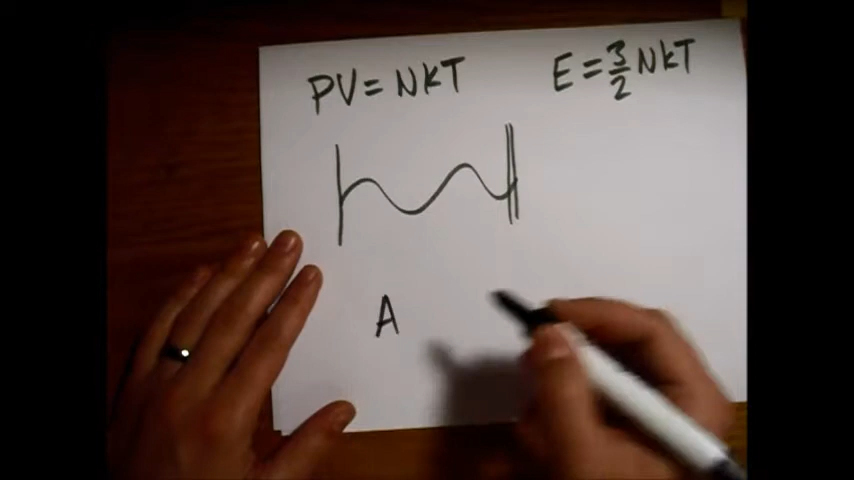 PV = NkT
E = 3/2 NkT
A